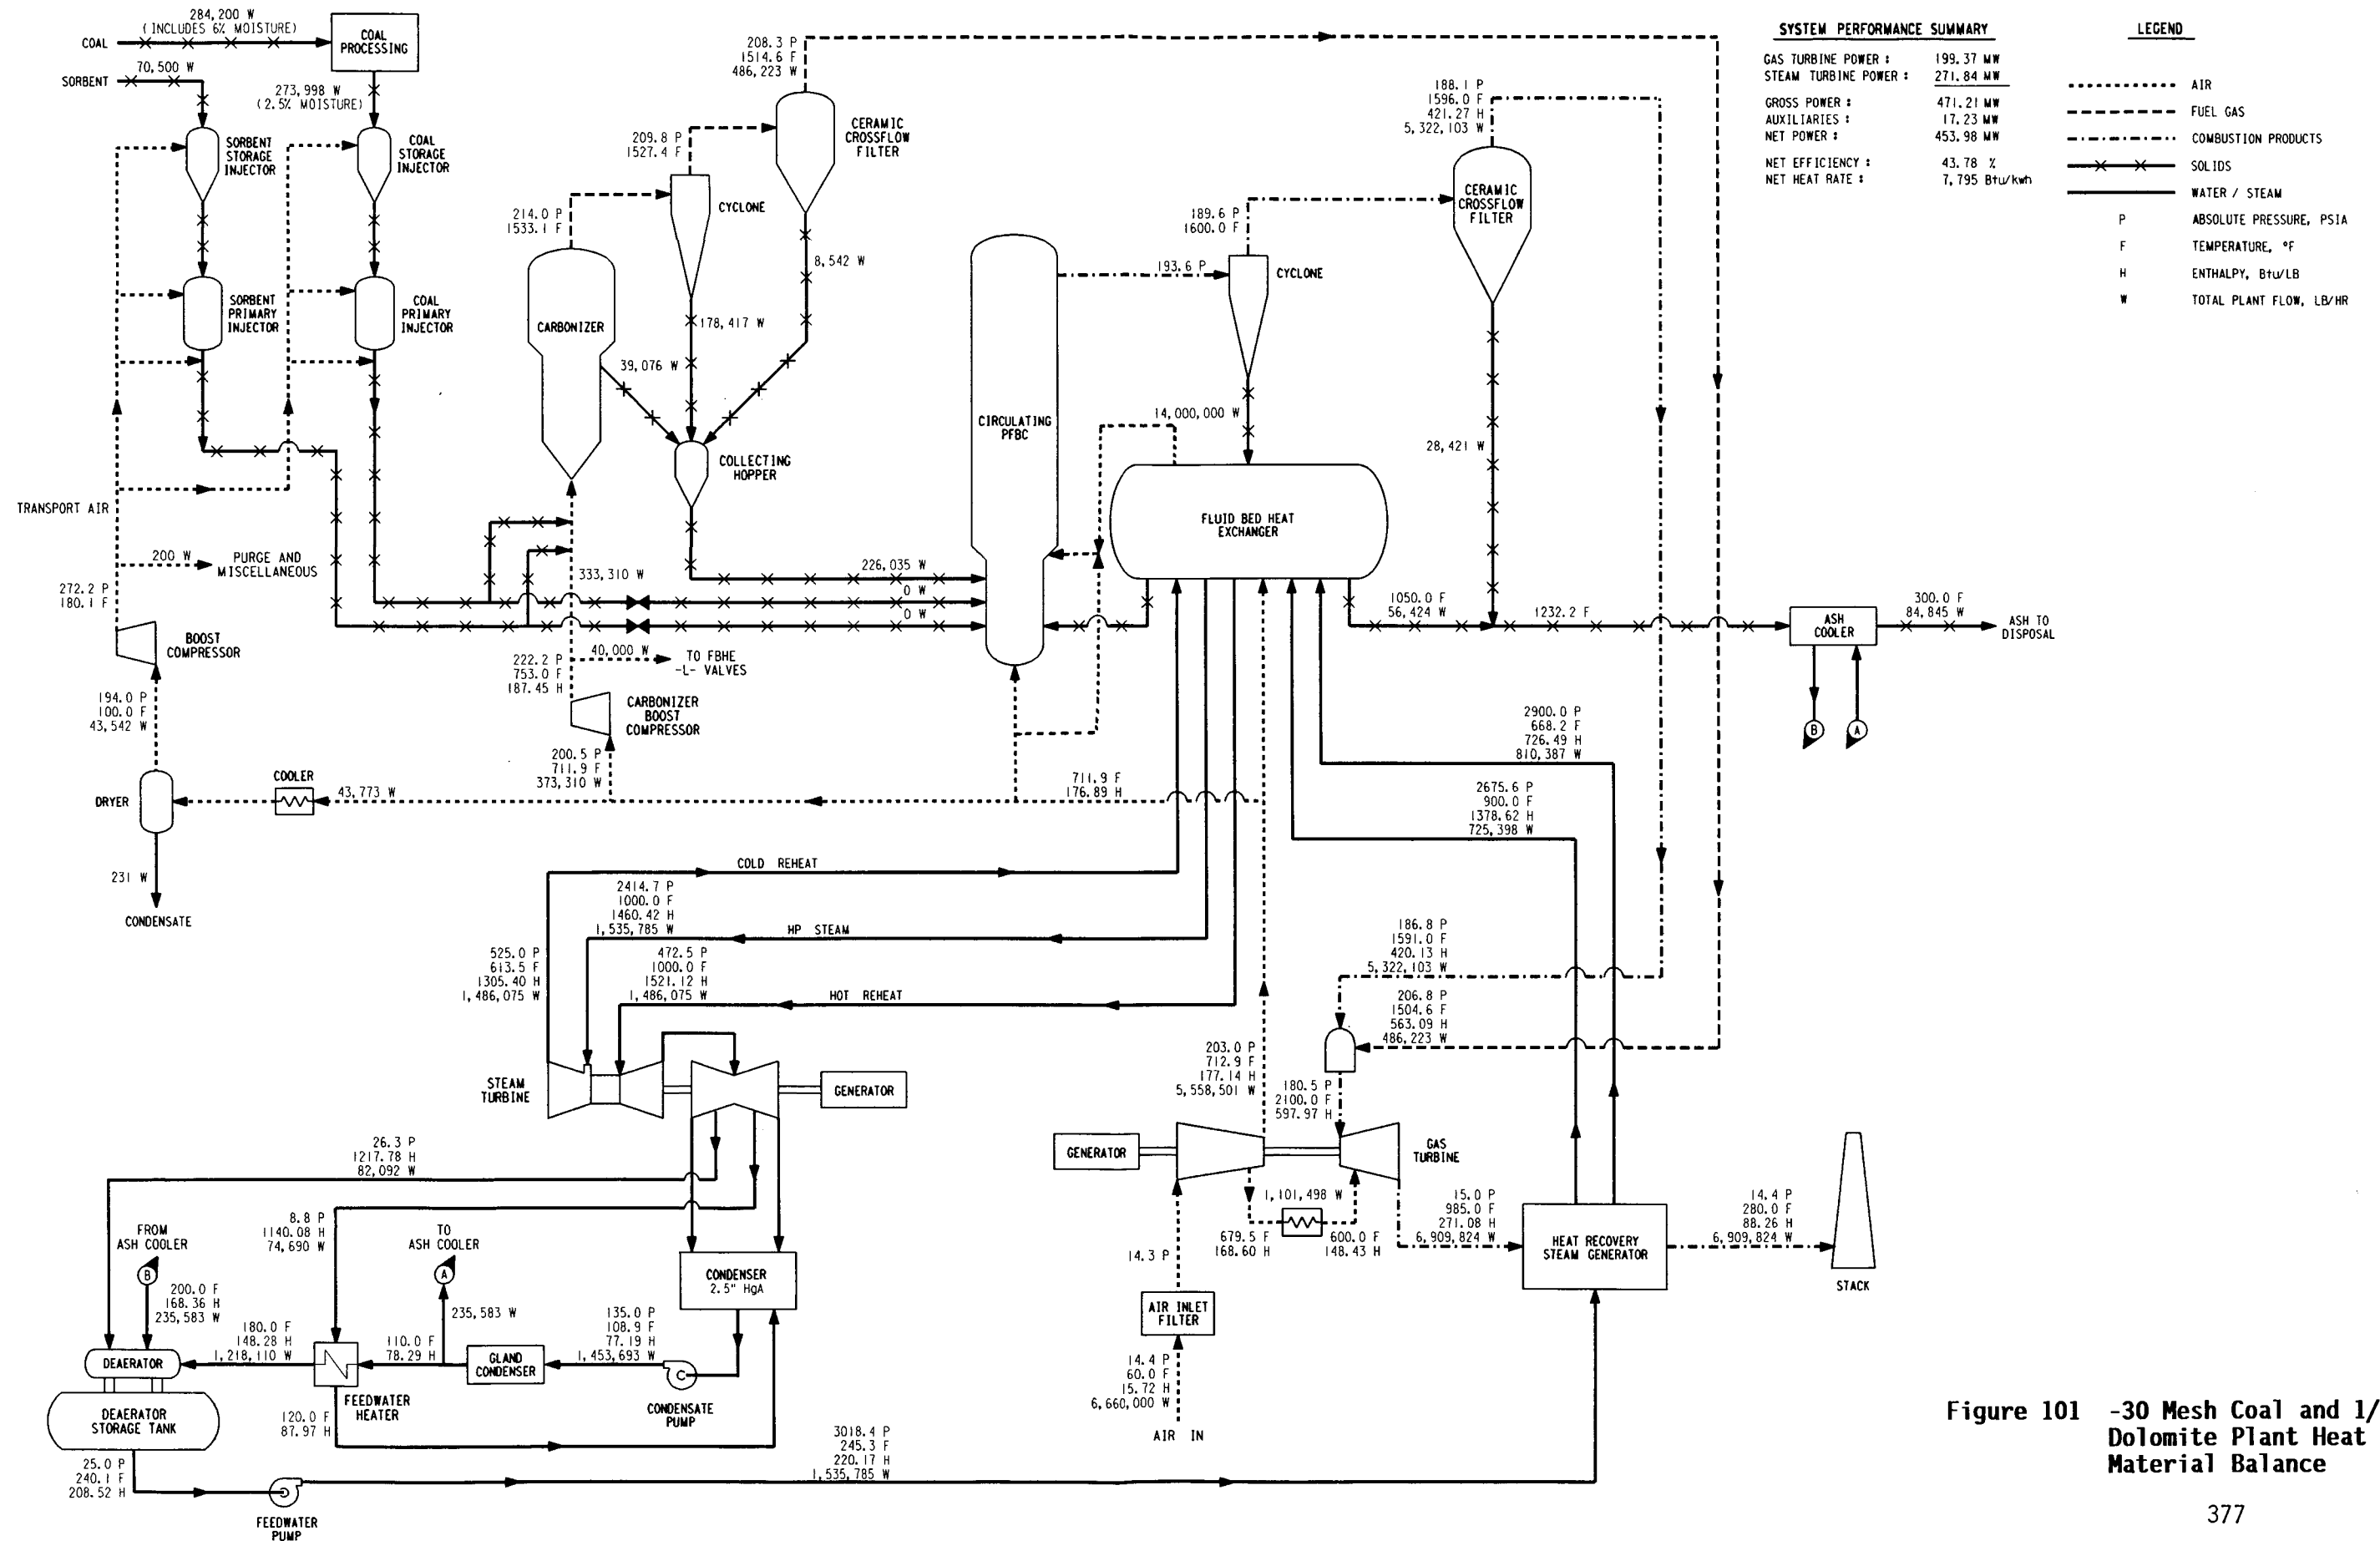 284,200 W
(INCLUDES 6% MOISTURE)
COAL
COAL
PROCESSING
70,500 W
SORBENT
273,998 W
(2.5% MOISTURE)
SORBENT
STORAGE
INJECTOR
COAL
STORAGE
INJECTOR
SORBENT
PRIMARY
INJECTOR
COAL
PRIMARY
INJECTOR
TRANSPORT AIR
200 W
PURGE AND
MISCELLANEOUS
272.2 P
180.1 F
BOOST
COMPRESSOR
194.0 P
100.0 F
43,542 W
DRYER
COOLER
43,773 W
231 W
CONDENSATE
208.3 P
1514.6 F
486,223 W
CERAMIC
CROSSFLOW
FILTER
209.8 P
1527.4 F
CYCLONE
214.0 P
1533.1 F
CARBONIZER
8,542 W
178,417 W
39,076 W
COLLECTING
HOPPER
333,310 W
226,035 W
0 W
0 W
222.2 P
753.0 F
187.45 H
40,000 W
TO FBHE
-L- VALVES
CARBONIZER
BOOST
COMPRESSOR
200.5 P
711.9 F
373,310 W
711.9 F
176.89 H
CIRCULATING
PFBC
193.6 P
189.6 P
1600.0 F
CYCLONE
14,000,000 W
FLUID BED HEAT
EXCHANGER
188.1 P
1596.0 F
421.27 H
5,322,103 W
CERAMIC
CROSSFLOW
FILTER
28,421 W
1050.0 F
56,424 W
1232.2 F
ASH
COOLER
300.0 F
84,845 W
ASH TO
DISPOSAL
B
A
SYSTEM PERFORMANCE SUMMARY
GAS TURBINE POWER : 199.37 MW
STEAM TURBINE POWER : 271.84 MW
GROSS POWER : 471.21 MW
AUXILIARIES : 17.23 MW
NET POWER : 453.98 MW
NET EFFICIENCY : 43.78 %
NET HEAT RATE : 7,795 Btu/kwh
LEGEND
AIR
FUEL GAS
COMBUSTION PRODUCTS
SOLIDS
WATER / STEAM
P ABSOLUTE PRESSURE, PSIA
F TEMPERATURE, °F
H ENTHALPY, Btu/LB
W TOTAL PLANT FLOW, LB/HR
2900.0 P
668.2 F
726.49 H
810,387 W
2675.6 P
900.0 F
1378.62 H
725,398 W
COLD REHEAT
2414.7 P
1000.0 F
1460.42 H
1,535,785 W
HP STEAM
525.0 P
613.5 F
1305.40 H
1,486,075 W
472.5 P
1000.0 F
1521.12 H
1,486,075 W
HOT REHEAT
186.8 P
1591.0 F
420.13 H
5,322,103 W
206.8 P
1504.6 F
563.09 H
486,223 W
203.0 P
712.9 F
177.14 H
5,558,501 W
180.5 P
2100.0 F
597.97 H
STEAM
TURBINE
GENERATOR
GENERATOR
GAS
TURBINE
1,101,498 W
679.5 F
168.60 H
600.0 F
148.43 H
15.0 P
985.0 F
271.08 H
6,909,824 W
HEAT RECOVERY
STEAM GENERATOR
14.4 P
280.0 F
88.26 H
6,909,824 W
STACK
14.3 P
AIR INLET
FILTER
14.4 P
60.0 F
15.72 H
6,660,000 W
AIR IN
26.3 P
1217.78 H
82,092 W
8.8 P
1140.08 H
74,690 W
FROM
ASH COOLER
B
200.0 F
168.36 H
235,583 W
TO
ASH COOLER
A
235,583 W
CONDENSER
2.5" HgA
135.0 P
108.9 F
77.19 H
1,453,693 W
180.0 F
148.28 H
1,218,110 W
110.0 F
78.29 H
GLAND
CONDENSER
C
CONDENSATE
PUMP
DEAERATOR
DEAERATOR
STORAGE TANK
FEEDWATER
HEATER
120.0 F
87.97 H
25.0 P
240.1 F
208.52 H
FEEDWATER
PUMP
3018.4 P
245.3 F
220.17 H
1,535,785 W
Figure 101 -30 Mesh Coal and 1/
Dolomite Plant Heat
Material Balance
377